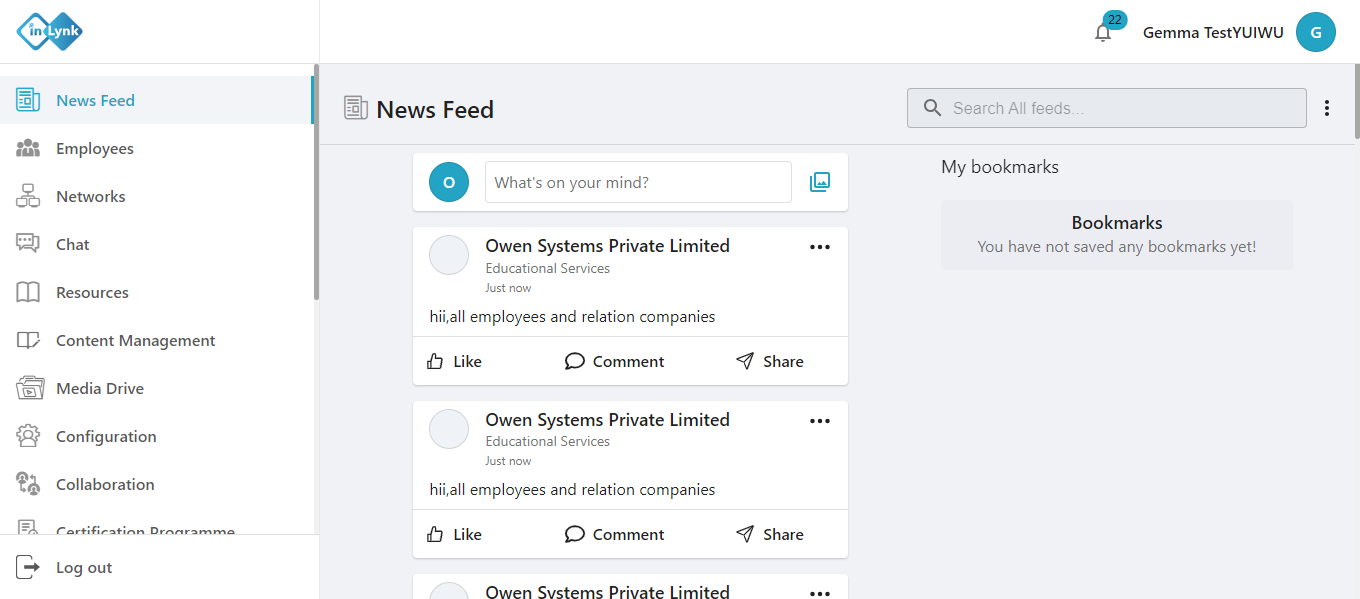 in Lynk
22
Gemma TestYUIWU
G
News Feed
Employees
Networks
Chat
Resources
Content Management
Media Drive
Configuration
Collaboration
Certification Programme
Log out
News Feed
Search All feeds...
O
What's on your mind?
Owen Systems Private Limited
Educational Services
Just now
hii,all employees and relation companies
Like
Comment
Share
Owen Systems Private Limited
Educational Services
Just now
hii,all employees and relation companies
Like
Comment
Share
Owen Systems Private Limited
My bookmarks
Bookmarks
You have not saved any bookmarks yet!